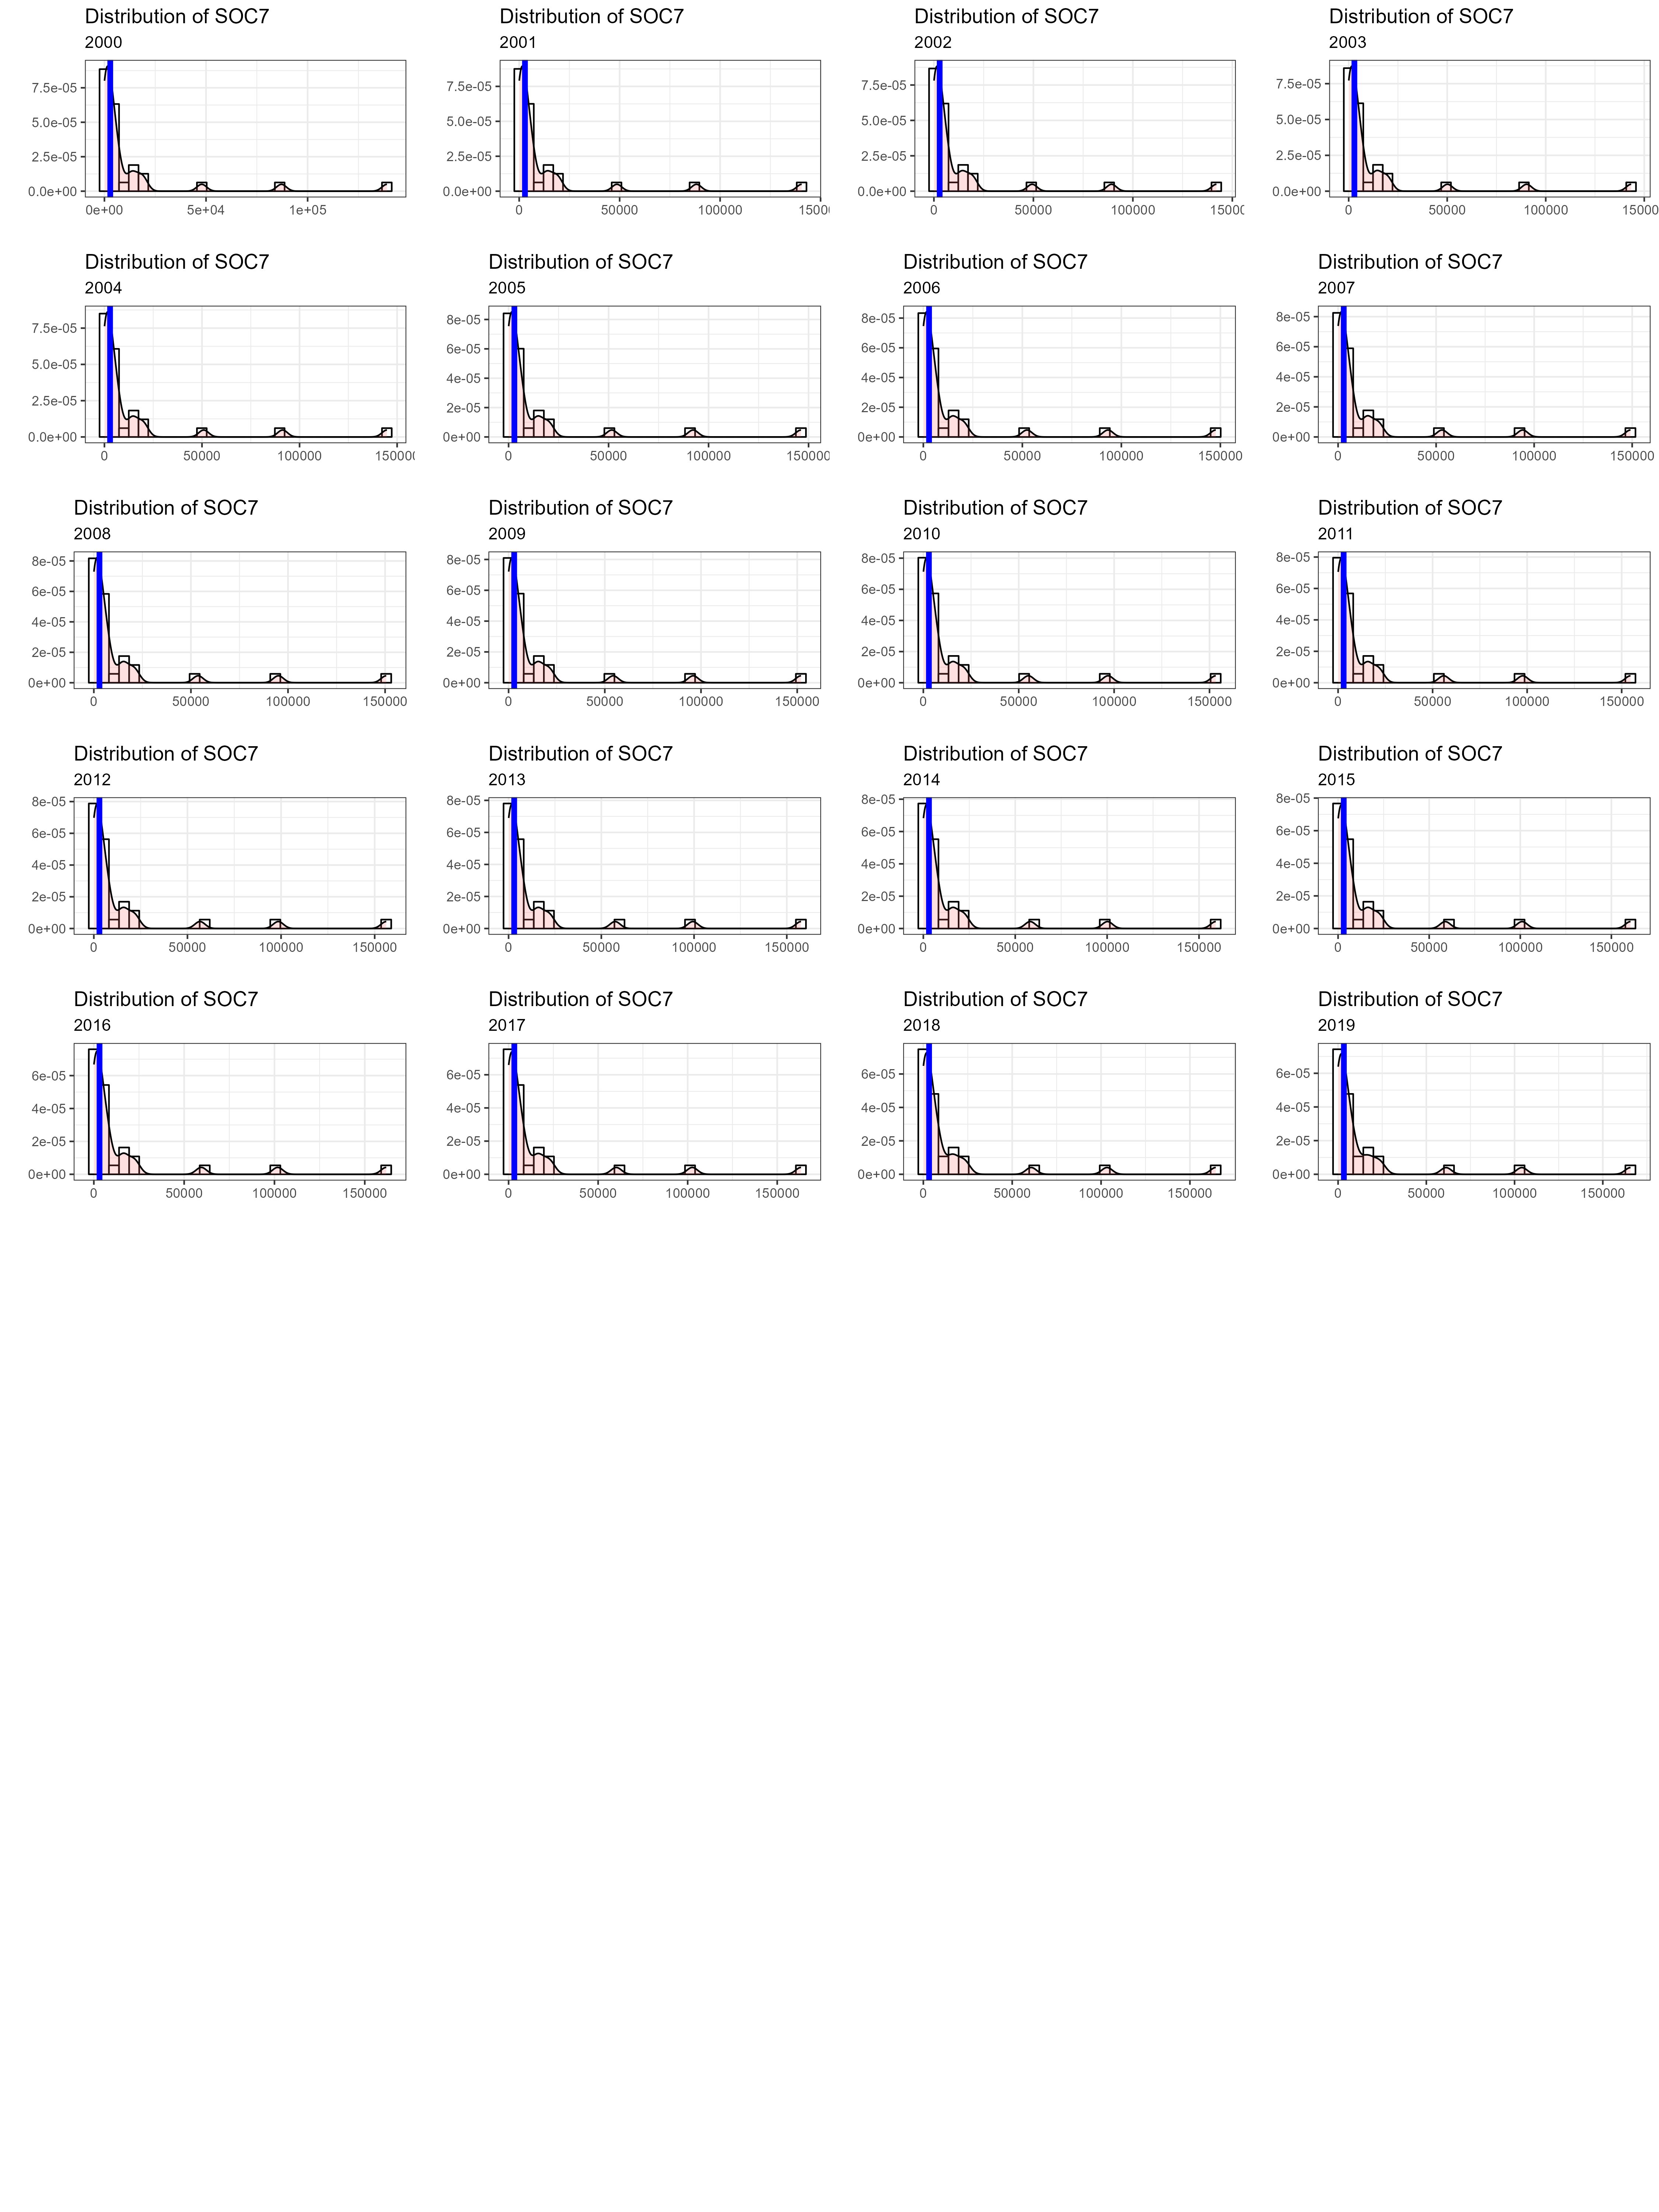 Distribution of SOC7
2000
7.5e-05
5.0e-05
2.5e-05
0.0e+00
0e+00 5e+04 1e+05
Distribution of SOC7
2001
7.5e-05
5.0e-05
2.5e-05
0.0e+00
0 50000 100000 15000
Distribution of SOC7
2002
7.5e-05
5.0e-05
2.5e-05
0.0e+00
0 50000 100000 15000
Distribution of SOC7
2003
7.5e-05
5.0e-05
2.5e-05
0.0e+00
0 50000 100000 15000
Distribution of SOC7
2004
7.5e-05
5.0e-05
2.5e-05
0.0e+00
0 50000 100000 150000
Distribution of SOC7
2005
8e-05
6e-05
4e-05
2e-05
0e+00
0 50000 100000 150000
Distribution of SOC7
2006
8e-05
6e-05
4e-05
2e-05
0e+00
0 50000 100000 150000
Distribution of SOC7
2007
8e-05
6e-05
4e-05
2e-05
0e+00
0 50000 100000 150000
Distribution of SOC7
2008
8e-05
6e-05
4e-05
2e-05
0e+00
0 50000 100000 150000
Distribution of SOC7
2009
8e-05
6e-05
4e-05
2e-05
0e+00
0 50000 100000 150000
Distribution of SOC7
2010
8e-05
6e-05
4e-05
2e-05
0e+00
0 50000 100000 150000
Distribution of SOC7
2011
8e-05
6e-05
4e-05
2e-05
0e+00
0 50000 100000 150000
Distribution of SOC7
2012
8e-05
6e-05
4e-05
2e-05
0e+00
0 50000 100000 150000
Distribution of SOC7
2013
8e-05
6e-05
4e-05
2e-05
0e+00
0 50000 100000 150000
Distribution of SOC7
2014
8e-05
6e-05
4e-05
2e-05
0e+00
0 50000 100000 150000
Distribution of SOC7
2015
8e-05
6e-05
4e-05
2e-05
0e+00
0 50000 100000 150000
Distribution of SOC7
2016
6e-05
4e-05
2e-05
0e+00
0 50000 100000 150000
Distribution of SOC7
2017
6e-05
4e-05
2e-05
0e+00
0 50000 100000 150000
Distribution of SOC7
2018
6e-05
4e-05
2e-05
0e+00
0 50000 100000 150000
Distribution of SOC7
2019
6e-05
4e-05
2e-05
0e+00
0 50000 100000 150000